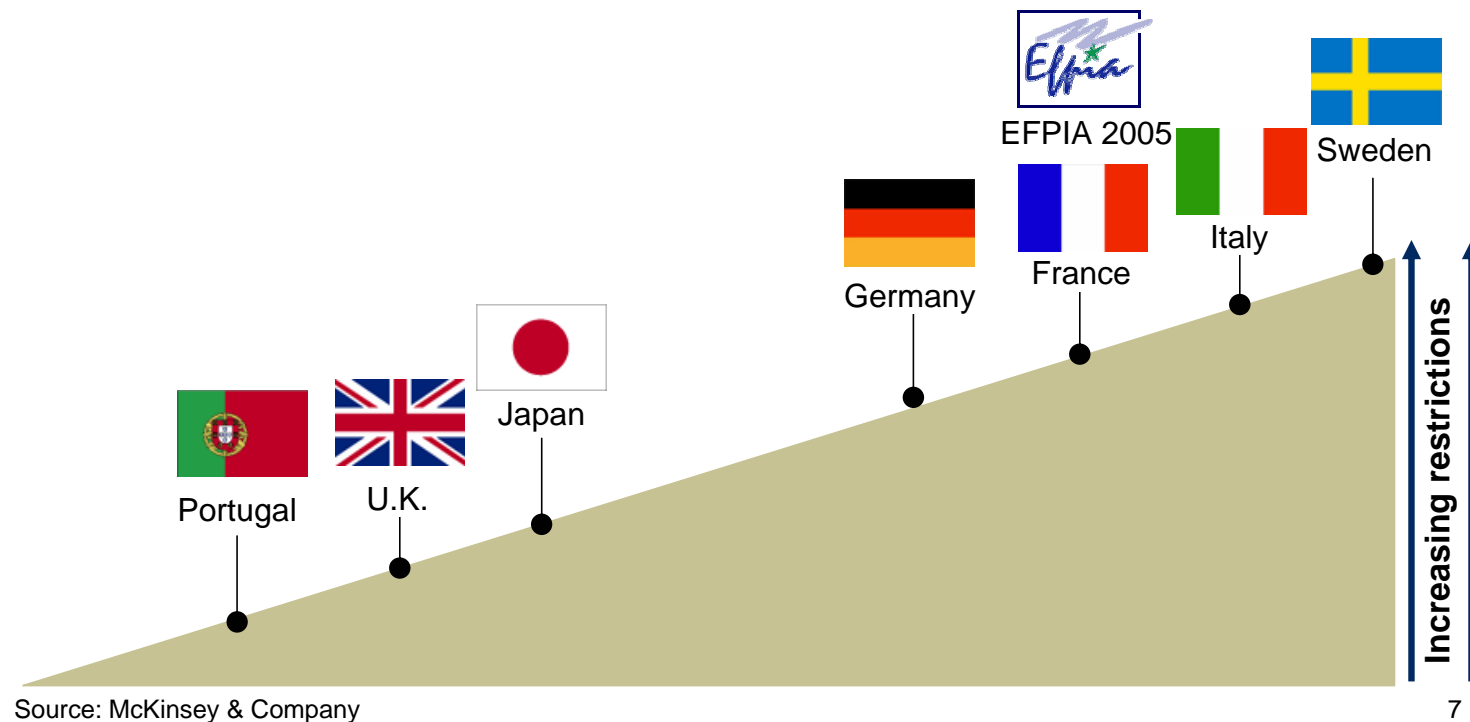 Efpia
EFPIA 2005
Sweden
Italy
France
Germany
Japan
U.K.
Portugal
Increasing restrictions
Source: McKinsey & Company
7